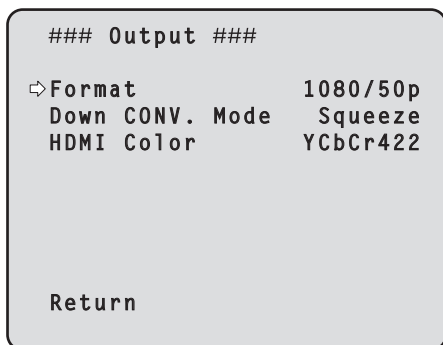 ### Output ###
⇨Format 1080/50p
Down CONV. Mode Squeeze
HDMI Color YCbCr422
Return